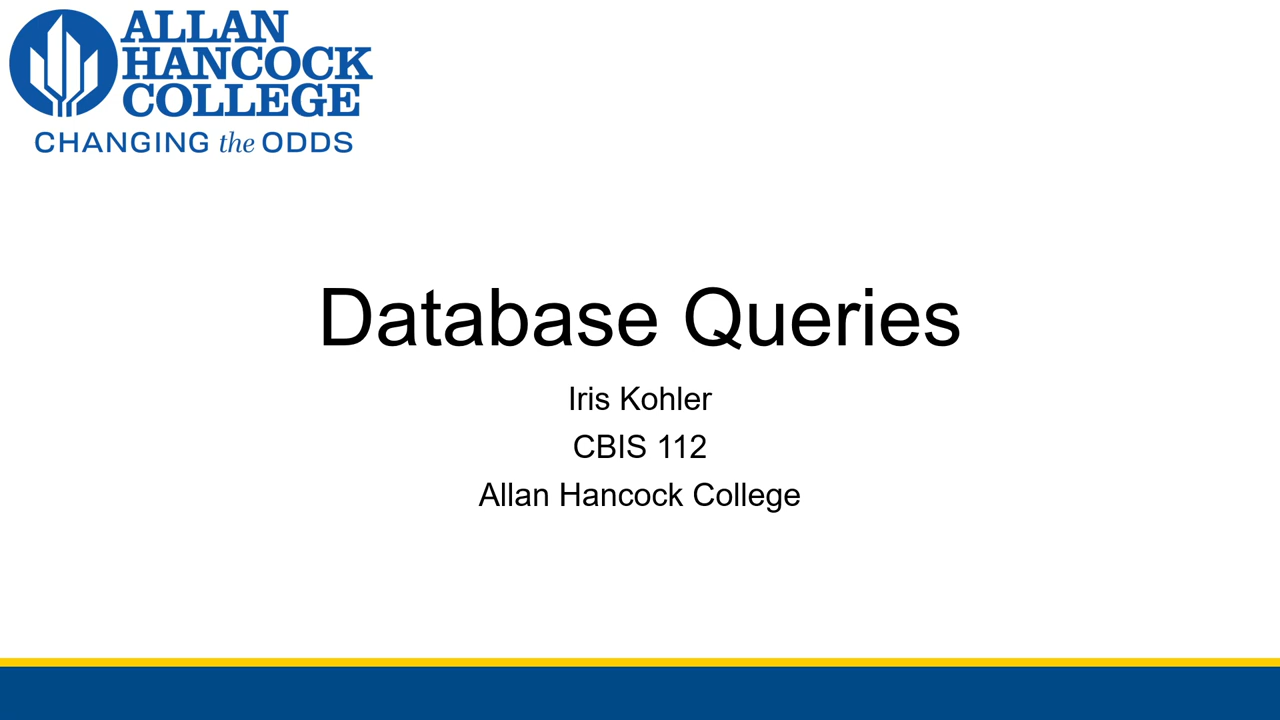 ALLAN
HANCOCK
COLLEGE
CHANGING the ODDS
Database Queries
Iris Kohler
CBIS 112
Allan Hancock College